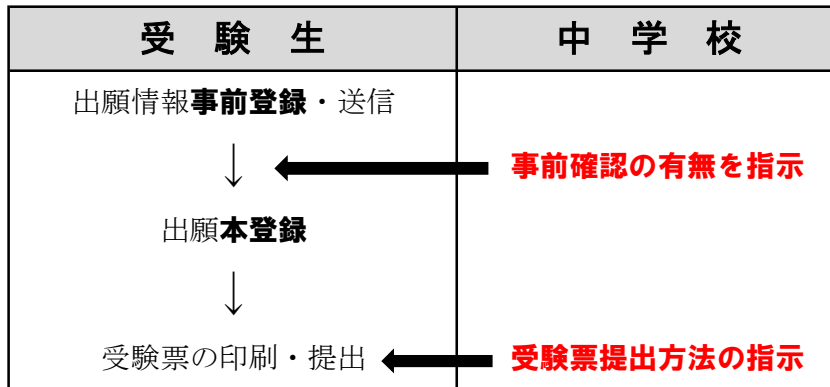 受 験 生
中 学 校
出願情報事前登録・送信
↓
事前確認の有無を指示
出願本登録
↓
受験票の印刷・提出
受験票提出方法の指示